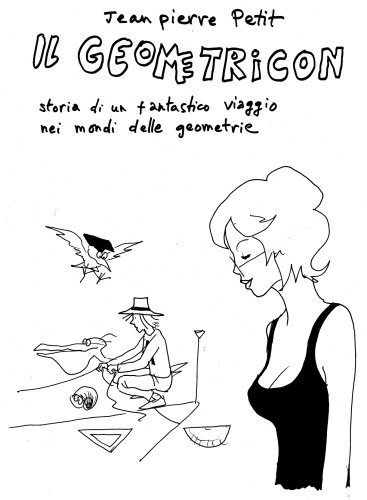 Jean pierre Petit
IL GEOMETRICON
storia di un fantastico viaggio
nei mondi delle geometrie